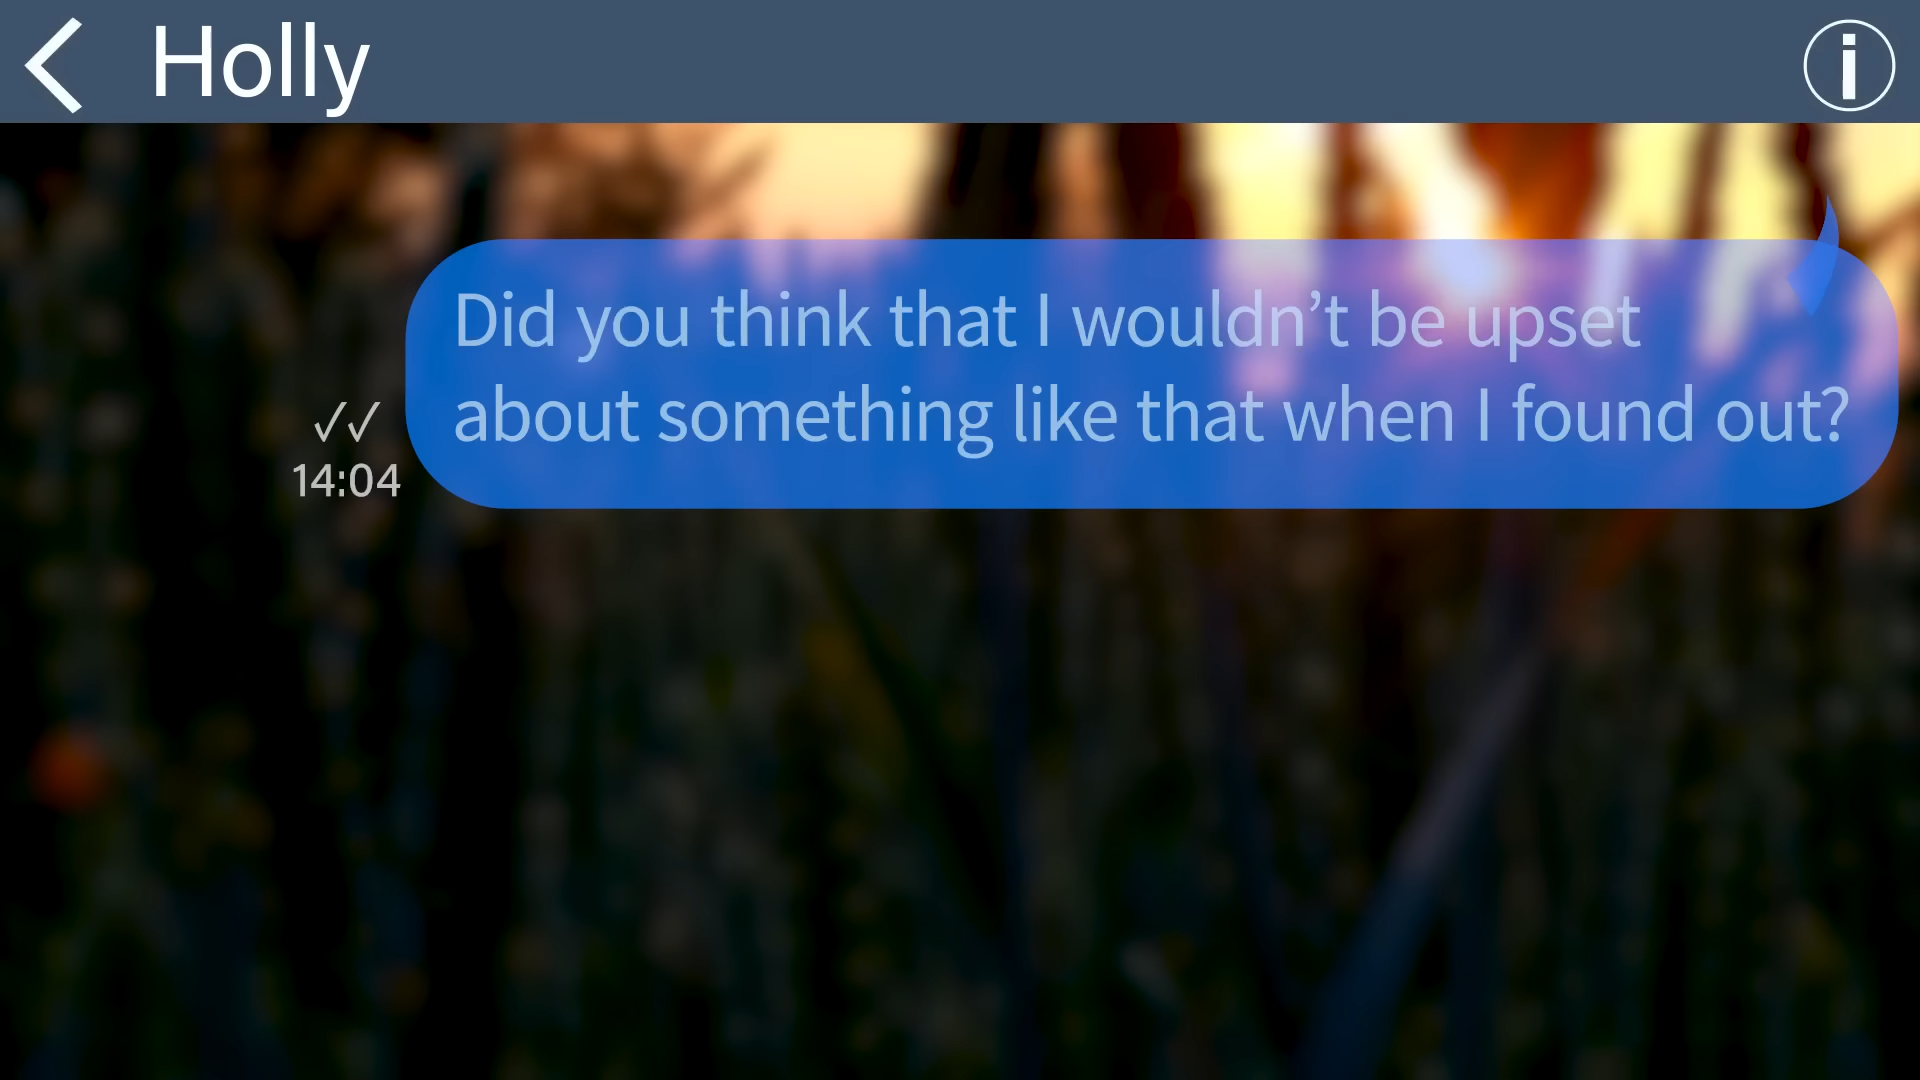 Holly
Did you think that I wouldn’t be upset
about something like that when I found out?
✓✓
14:04